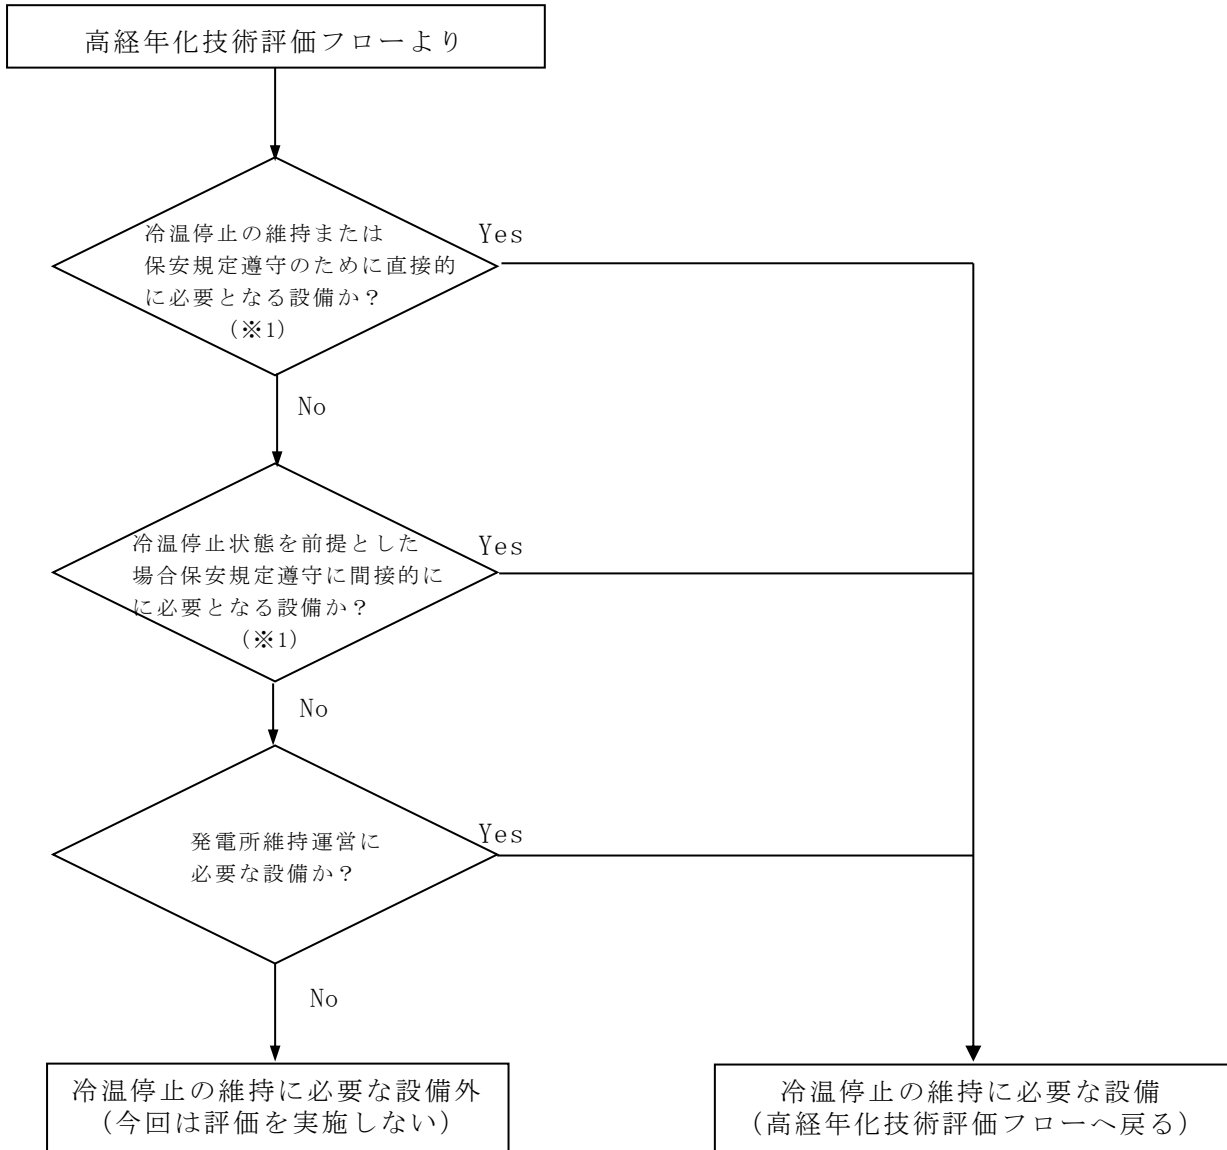 高経年化技術評価フローより
冷温停止の維持または
保安規定遵守のために直接的
に必要となる設備か？
(※1)
Yes
No
冷温停止状態を前提とした
場合保安規定遵守に間接的に
に必要となる設備か？
(※1)
Yes
No
発電所維持運営に
必要な設備か？
Yes
No
冷温停止の維持に必要な設備外
（今回は評価を実施しない）
冷温停止の維持に必要な設備
（高経年化技術評価フローへ戻る）